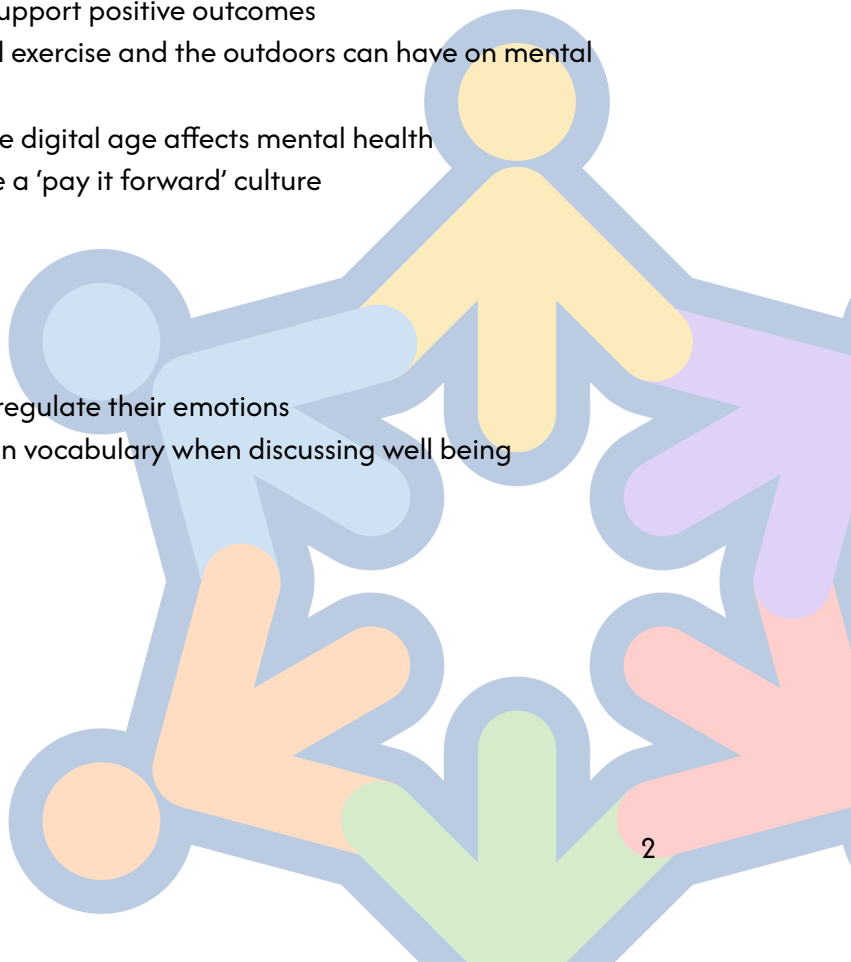 upport positive outcomes
exercise and the outdoors can have on mental
e digital age affects mental health
e a ‘pay it forward’ culture
regulate their emotions
n vocabulary when discussing well being
2